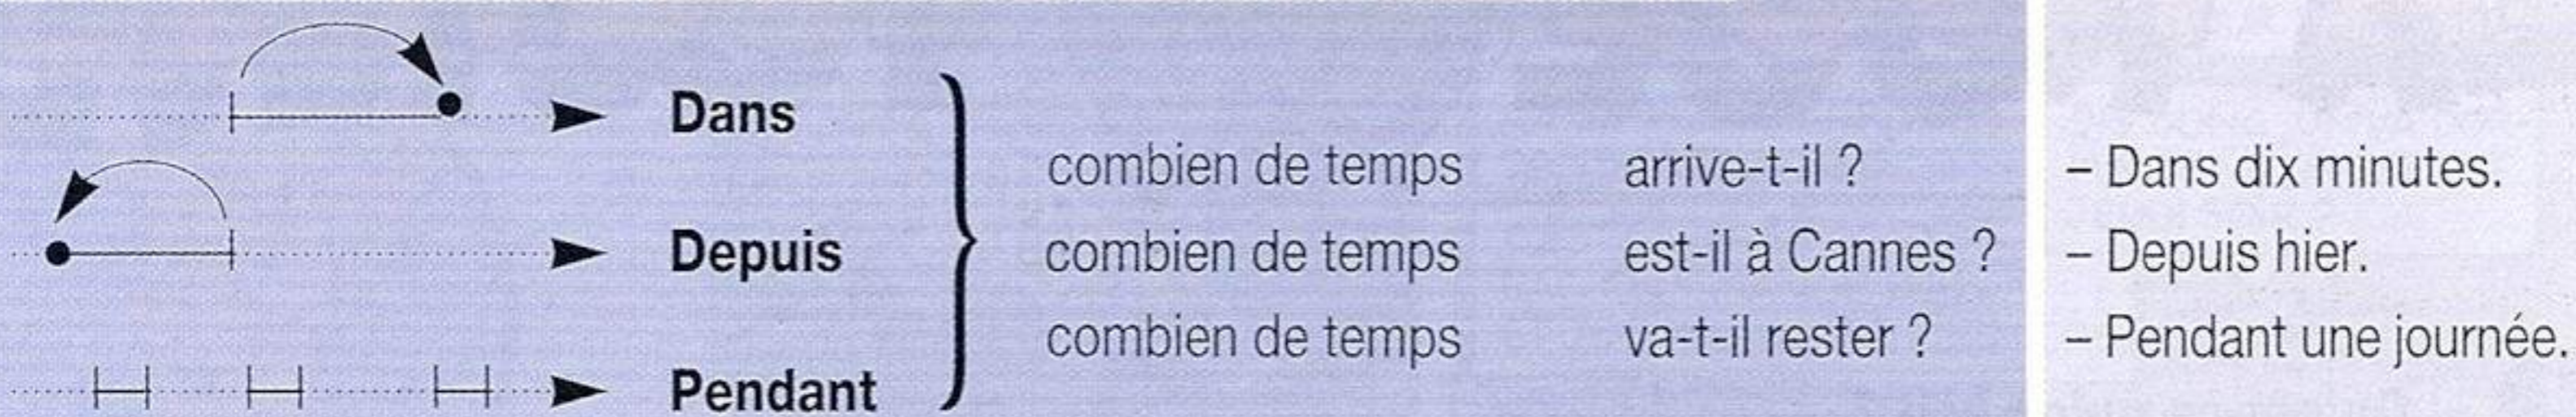 Dans
combien de temps arrive-t-il ? – Dans dix minutes.
Depuis
combien de temps est-il à Cannes ? – Depuis hier.
combien de temps va-t-il rester ? – Pendant une journée.
Pendant